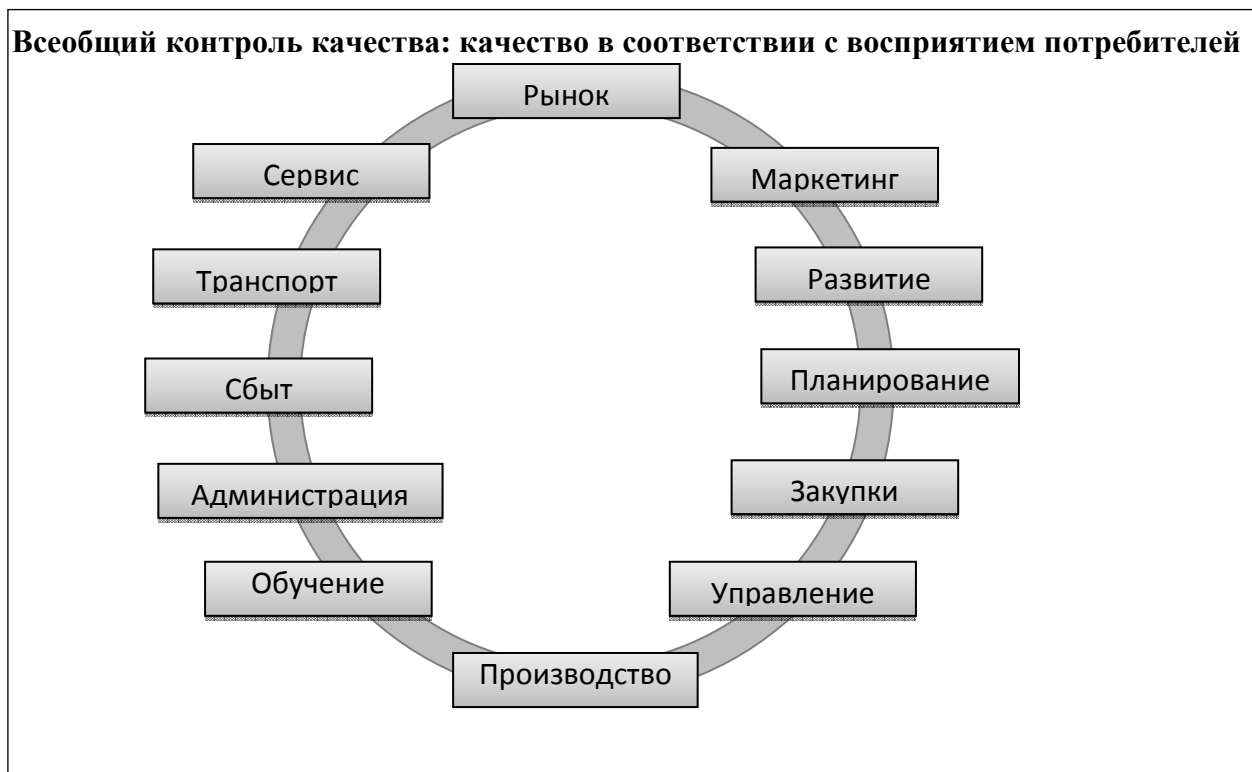 Всеобщий контроль качества: качество в соответствии с восприятием потребителей
Рынок
Сервис
Маркетинг
Транспорт
Развитие
Сбыт
Планирование
Администрация
Закупки
Обучение
Управление
Производство